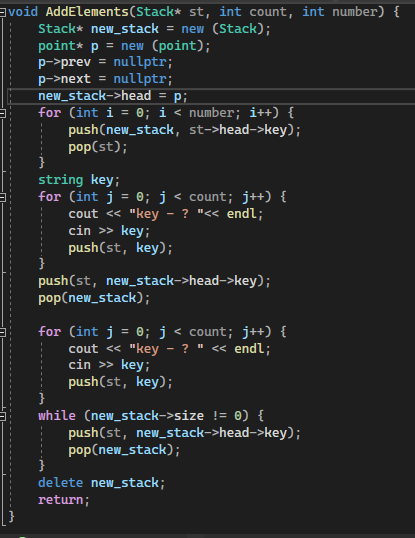 void AddElements(Stack* st, int count, int number) {
    Stack* new_stack = new (Stack);
    point* p = new (point);
    p->prev = nullptr;
    p->next = nullptr;
    new_stack->head = p;
    for (int i = 0; i < number; i++) {
        push(new_stack, st->head->key);
        pop(st);
    }
    string key;
    for (int j = 0; j < count; j++) {
        cout << "key - ? "<< endl;
        cin >> key;
        push(st, key);
    }
    push(st, new_stack->head->key);
    pop(new_stack);

    for (int j = 0; j < count; j++) {
        cout << "key - ? " << endl;
        cin >> key;
        push(st, key);
    }
    while (new_stack->size != 0) {
        push(st, new_stack->head->key);
        pop(new_stack);
    }
    delete new_stack;
    return;
}